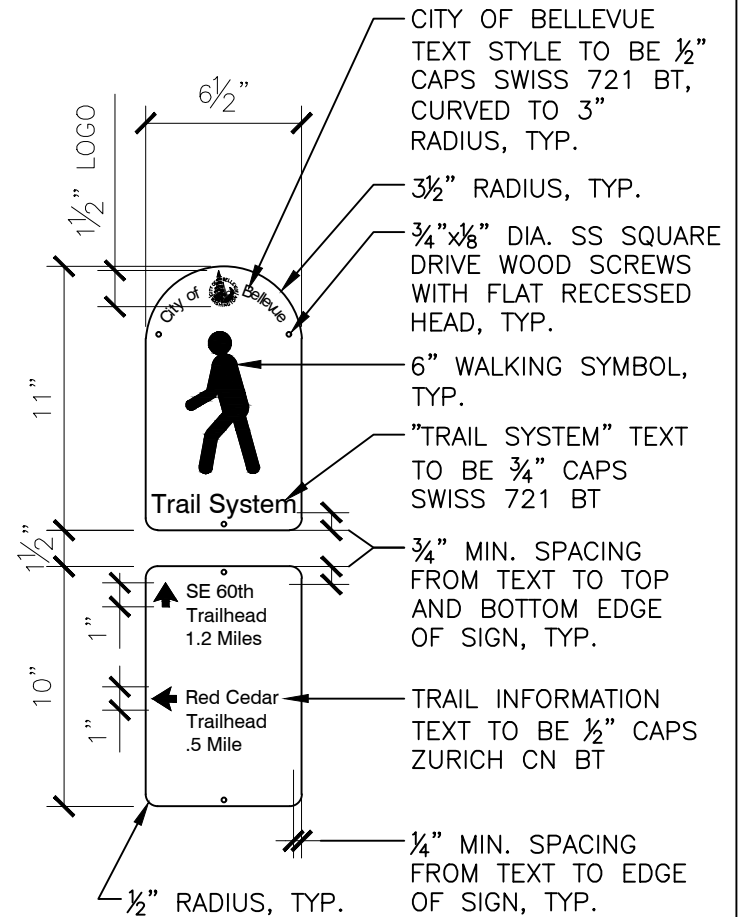 CITY OF BELLEVUE
TEXT STYLE TO BE ½”
CAPS SWISS 721 BT,
CURVED TO 3”
RADIUS, TYP.
6½”
1½” LOGO
3½” RADIUS, TYP.
¾”x⅛” DIA. SS SQUARE
DRIVE WOOD SCREWS
WITH FLAT RECESSED
HEAD, TYP.
City of Bellevue
11”
6” WALKING SYMBOL,
TYP.
"TRAIL SYSTEM" TEXT
TO BE ¾” CAPS
SWISS 721 BT
Trail System
1½”
¾” MIN. SPACING
FROM TEXT TO TOP
AND BOTTOM EDGE
OF SIGN, TYP.
SE 60th
Trailhead
1.2 Miles
1”
10”
Red Cedar
Trailhead
.5 Mile
1”
TRAIL INFORMATION
TEXT TO BE ½” CAPS
ZURICH CN BT
¼” MIN. SPACING
FROM TEXT TO EDGE
OF SIGN, TYP.
½” RADIUS, TYP.